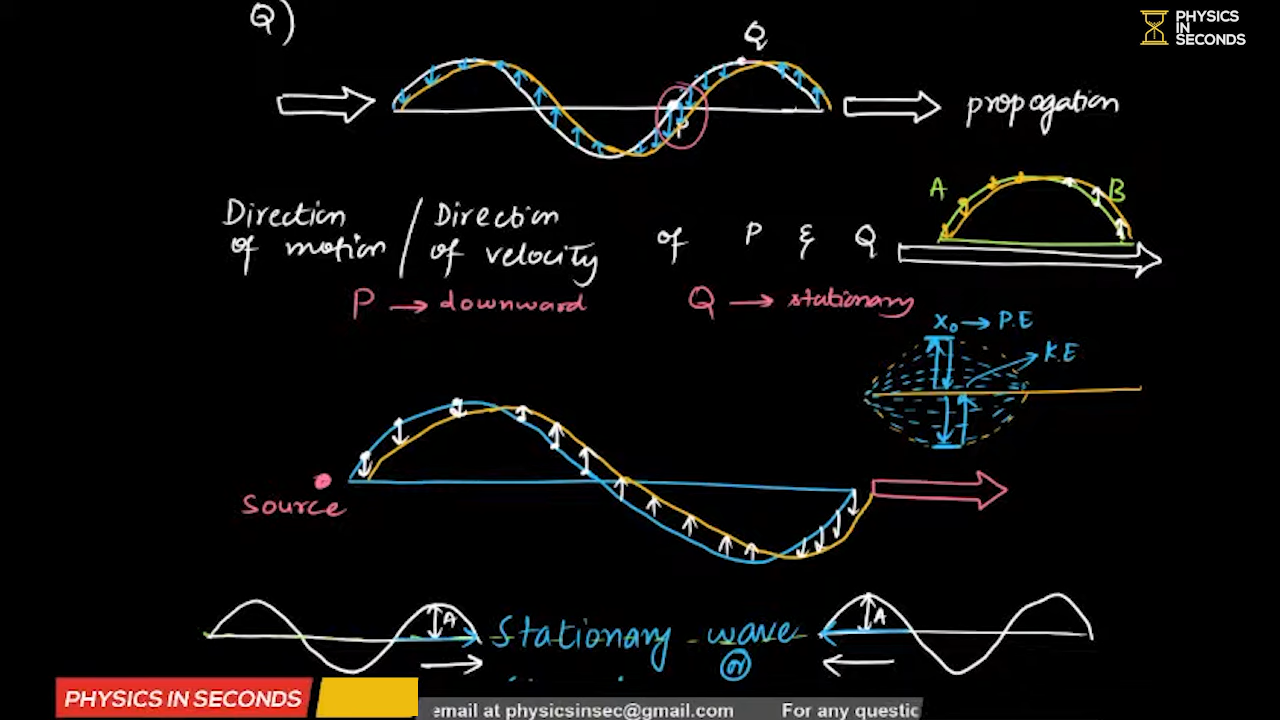 Q)
PHYSICS
IN
SECONDS
Q
P
propogation
A
B
Direction of motion / Direction of velocity of P & Q
P → downward
Q → stationary
x₀ → P.E
K.E
Source
A
Stationary wave
or
A
PHYSICS IN SECONDS
email at physicsinsec@gmail.com
For any questic